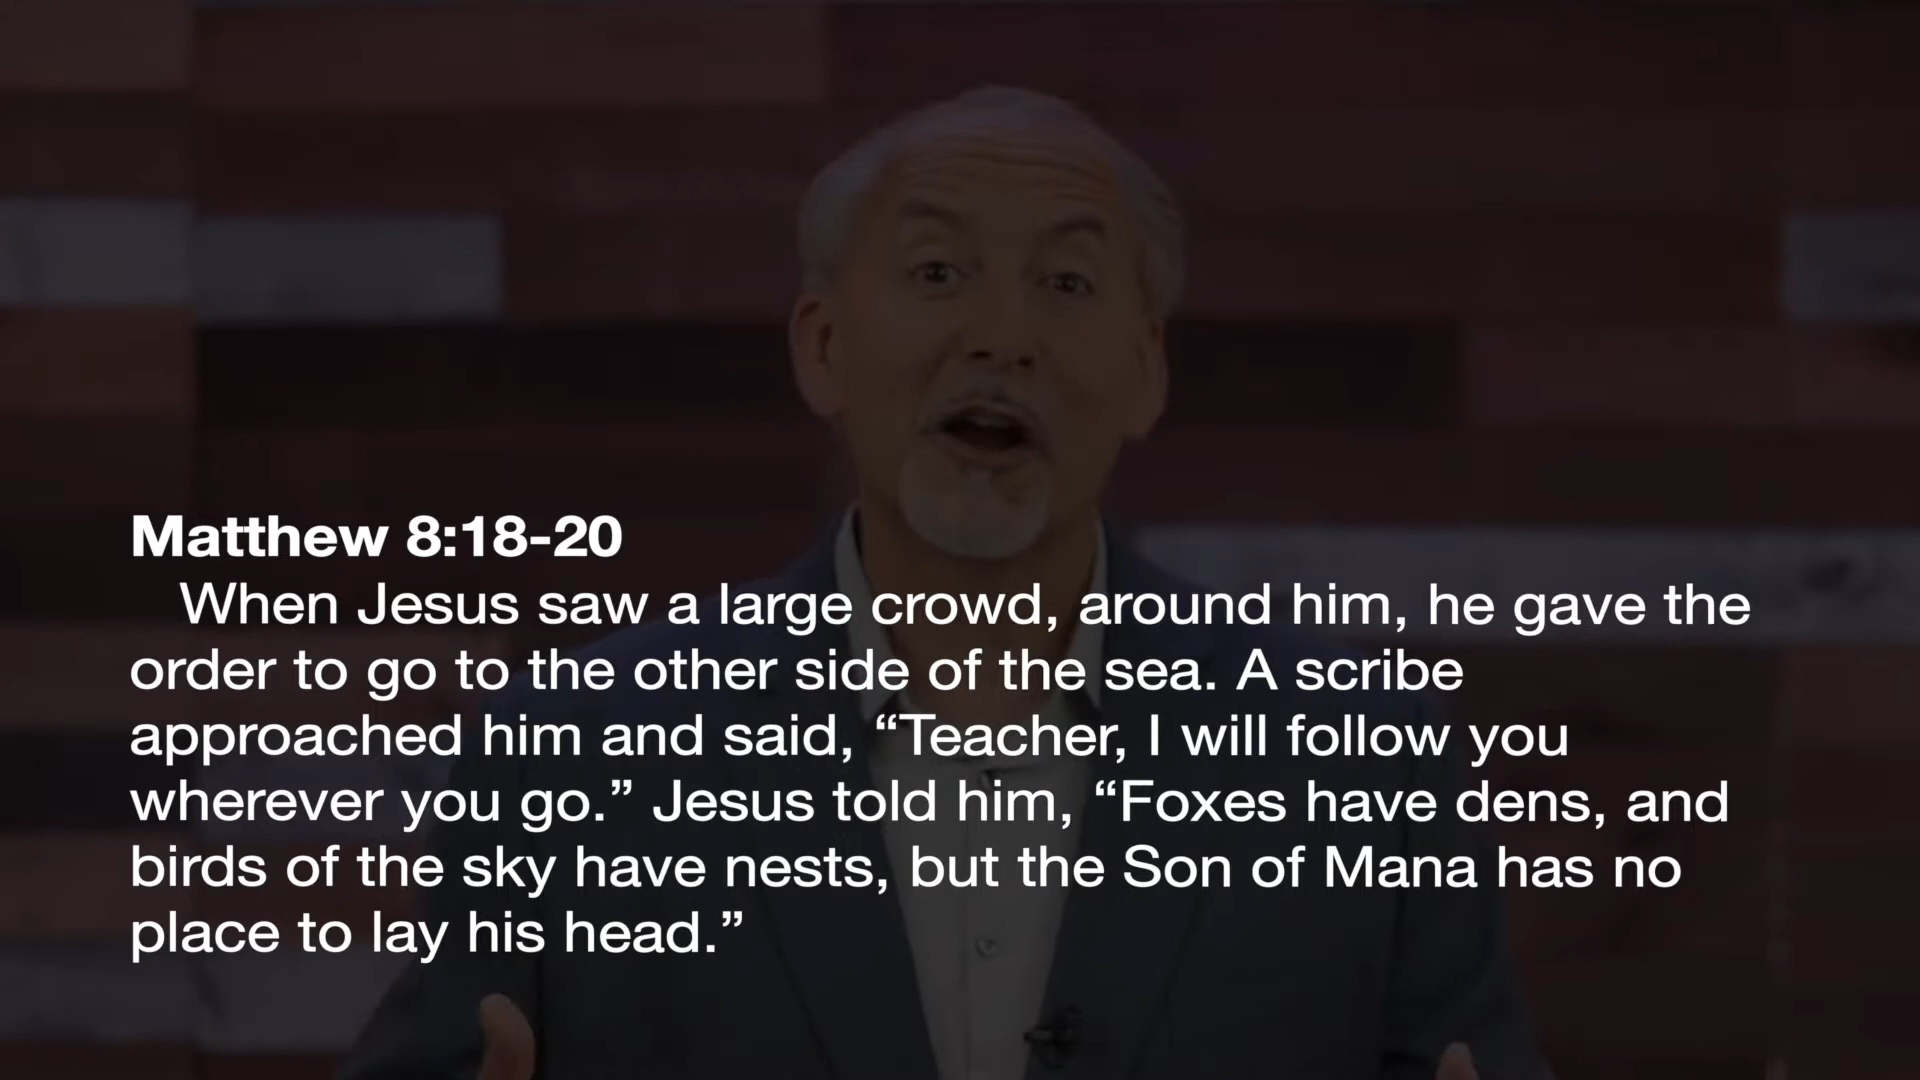 Matthew 8:18-20
When Jesus saw a large crowd, around him, he gave the
order to go to the other side of the sea. A scribe
approached him and said, “Teacher, I will follow you
wherever you go.” Jesus told him, “Foxes have dens, and
birds of the sky have nests, but the Son of Mana has no
place to lay his head.”